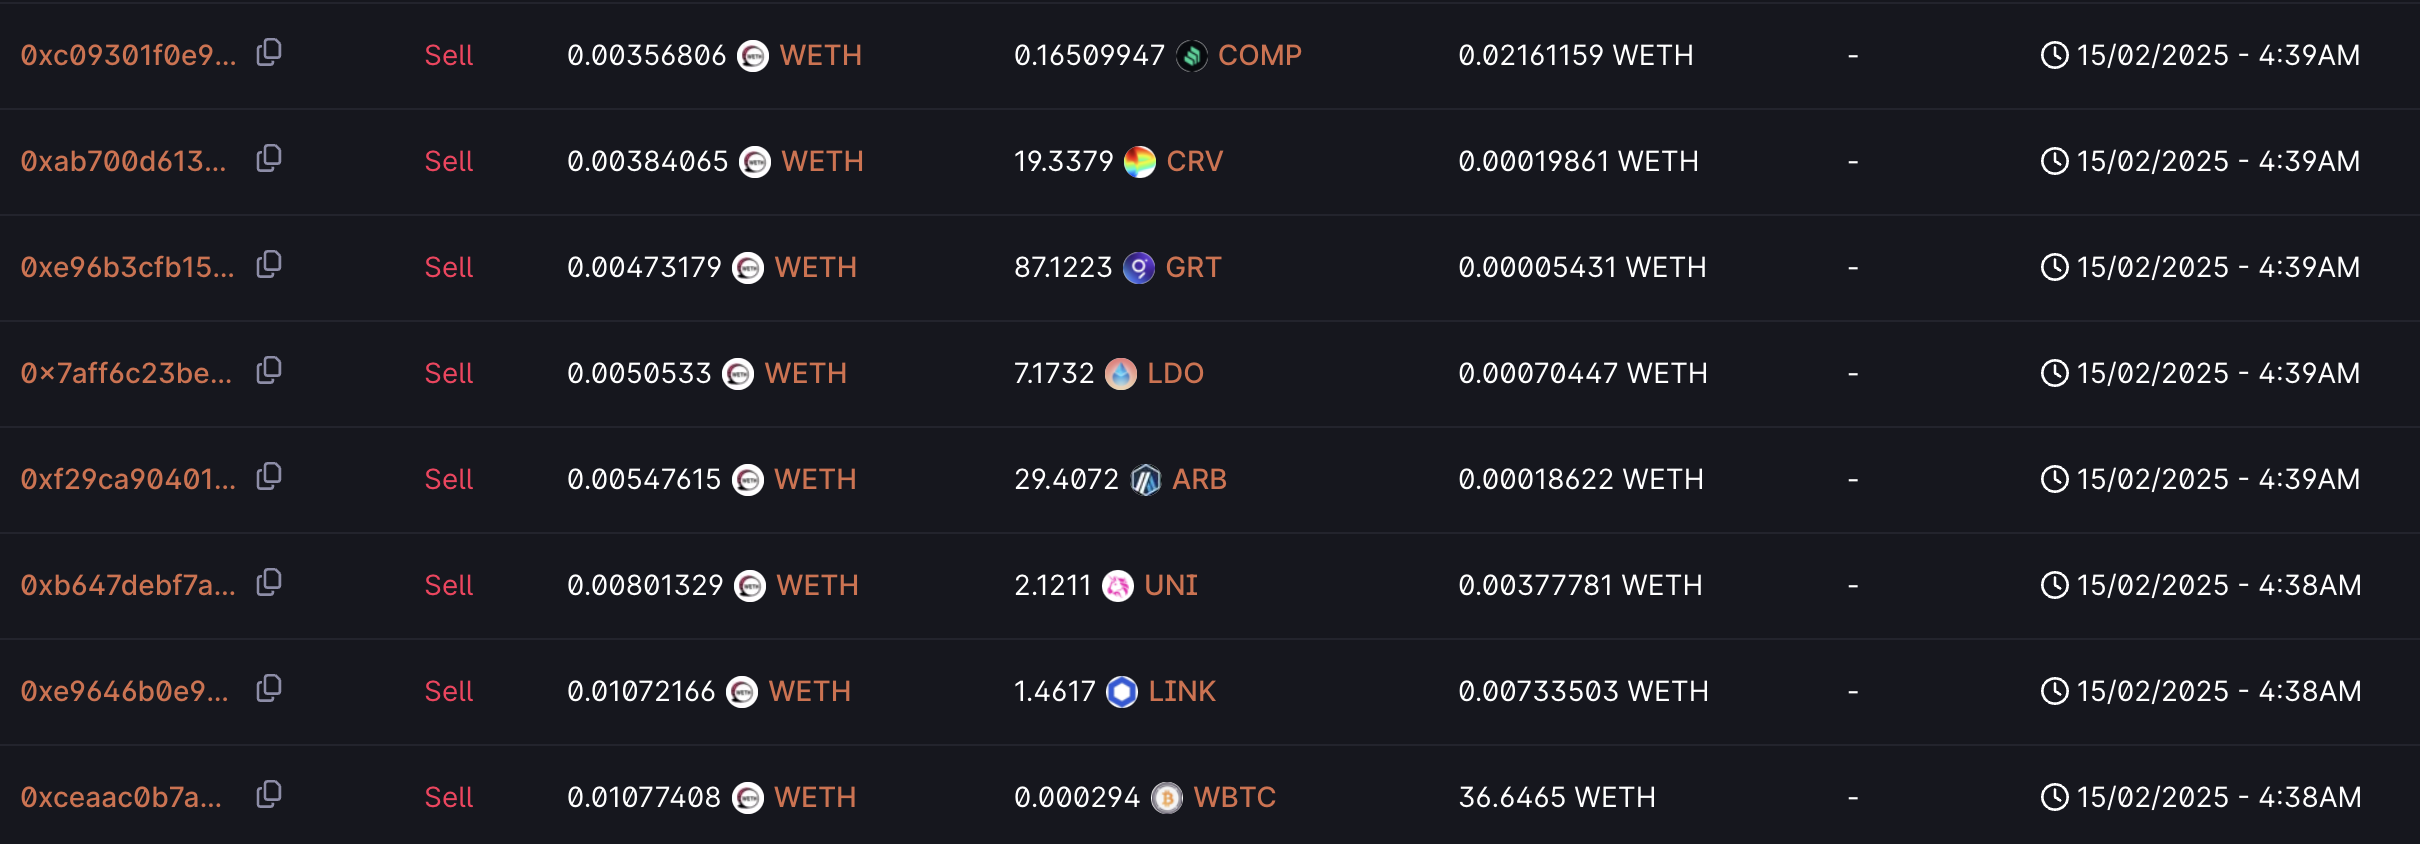 0xc09301f0e9... Sell 0.00356806 WETH 0.16509947 COMP 0.02161159 WETH - 15/02/2025 - 4:39AM
0xab700d613... Sell 0.00384065 WETH 19.3379 CRV 0.00019861 WETH - 15/02/2025 - 4:39AM
0xe96b3cfb15... Sell 0.00473179 WETH 87.1223 GRT 0.00005431 WETH - 15/02/2025 - 4:39AM
0x7aff6c23be... Sell 0.0050533 WETH 7.1732 LDO 0.00070447 WETH - 15/02/2025 - 4:39AM
0xf29ca90401... Sell 0.00547615 WETH 29.4072 ARB 0.00018622 WETH - 15/02/2025 - 4:39AM
0xb647debf7a... Sell 0.00801329 WETH 2.1211 UNI 0.00377781 WETH - 15/02/2025 - 4:38AM
0xe9646b0e9... Sell 0.01072166 WETH 1.4617 LINK 0.00733503 WETH - 15/02/2025 - 4:38AM
0xceaac0b7a... Sell 0.01077408 WETH 0.000294 WBTC 36.6465 WETH - 15/02/2025 - 4:38AM